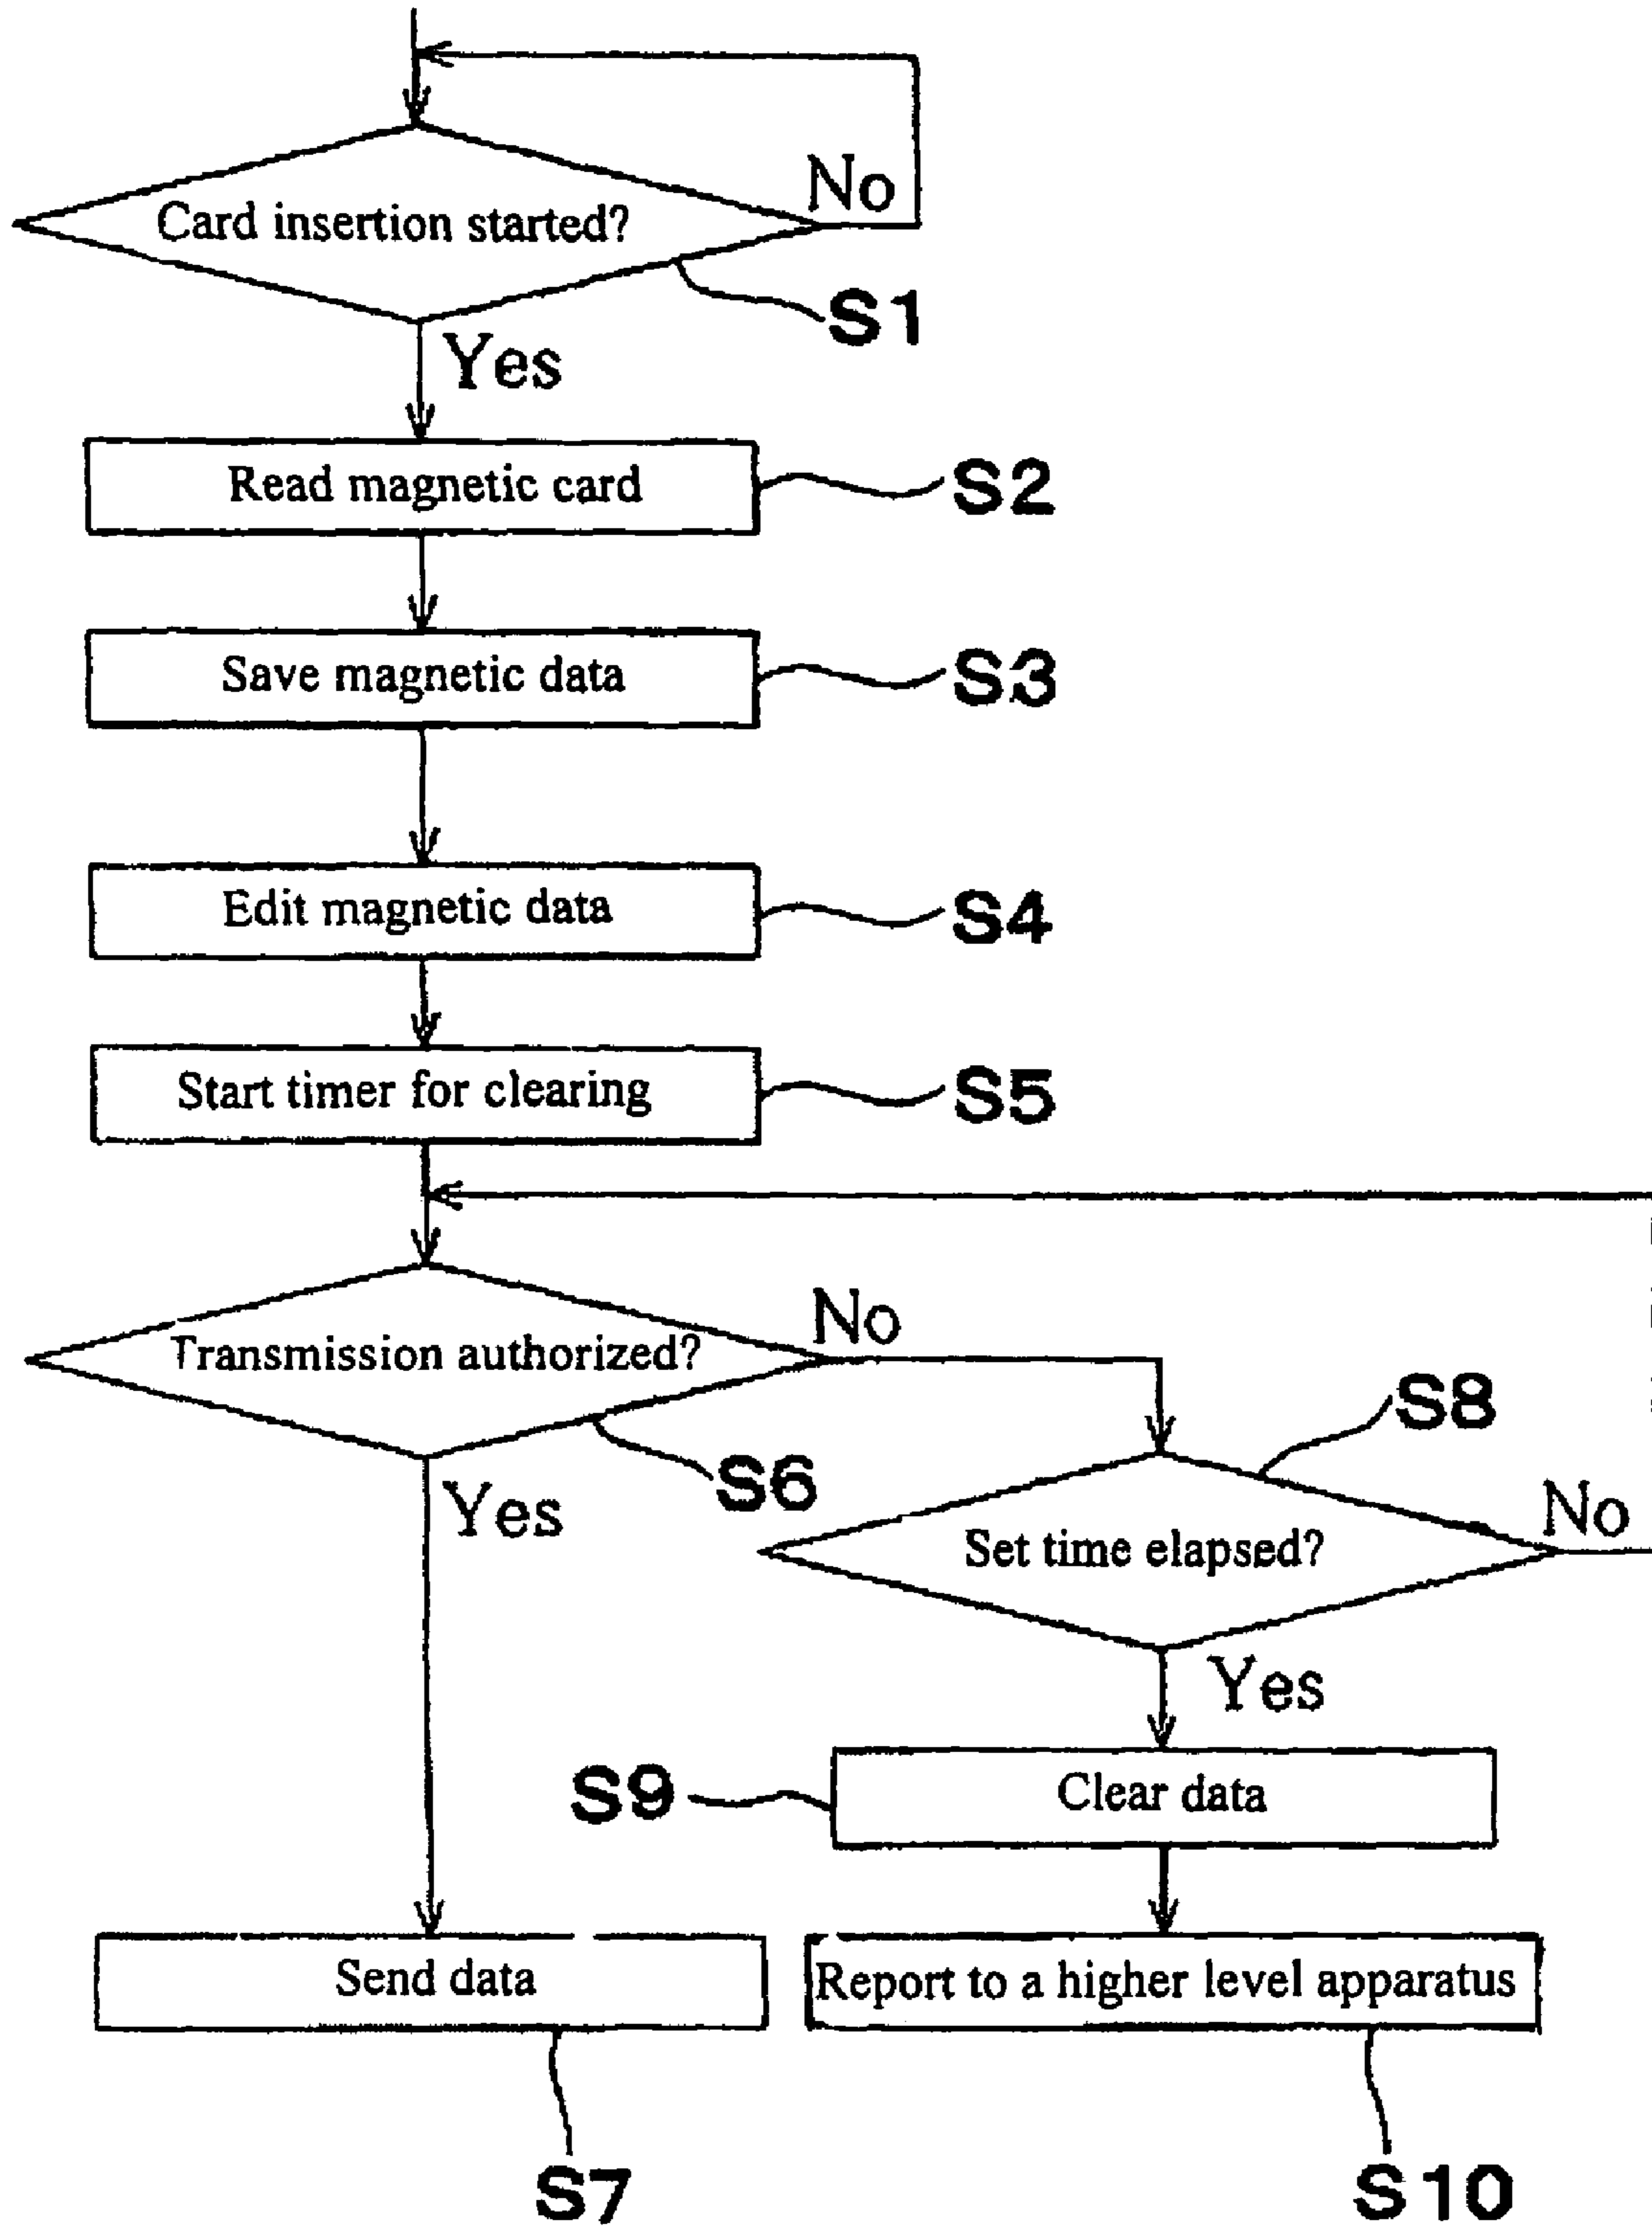 No
Card insertion started?
S1
Yes
Read magnetic card
S2
Save magnetic data
S3
Edit magnetic data
S4
Start timer for clearing
S5
No
Transmission authorized?
S8
S6
Yes
No
Set time elapsed?
Yes
S9
Clear data
Send data
Report to a higher level apparatus
S7
S10